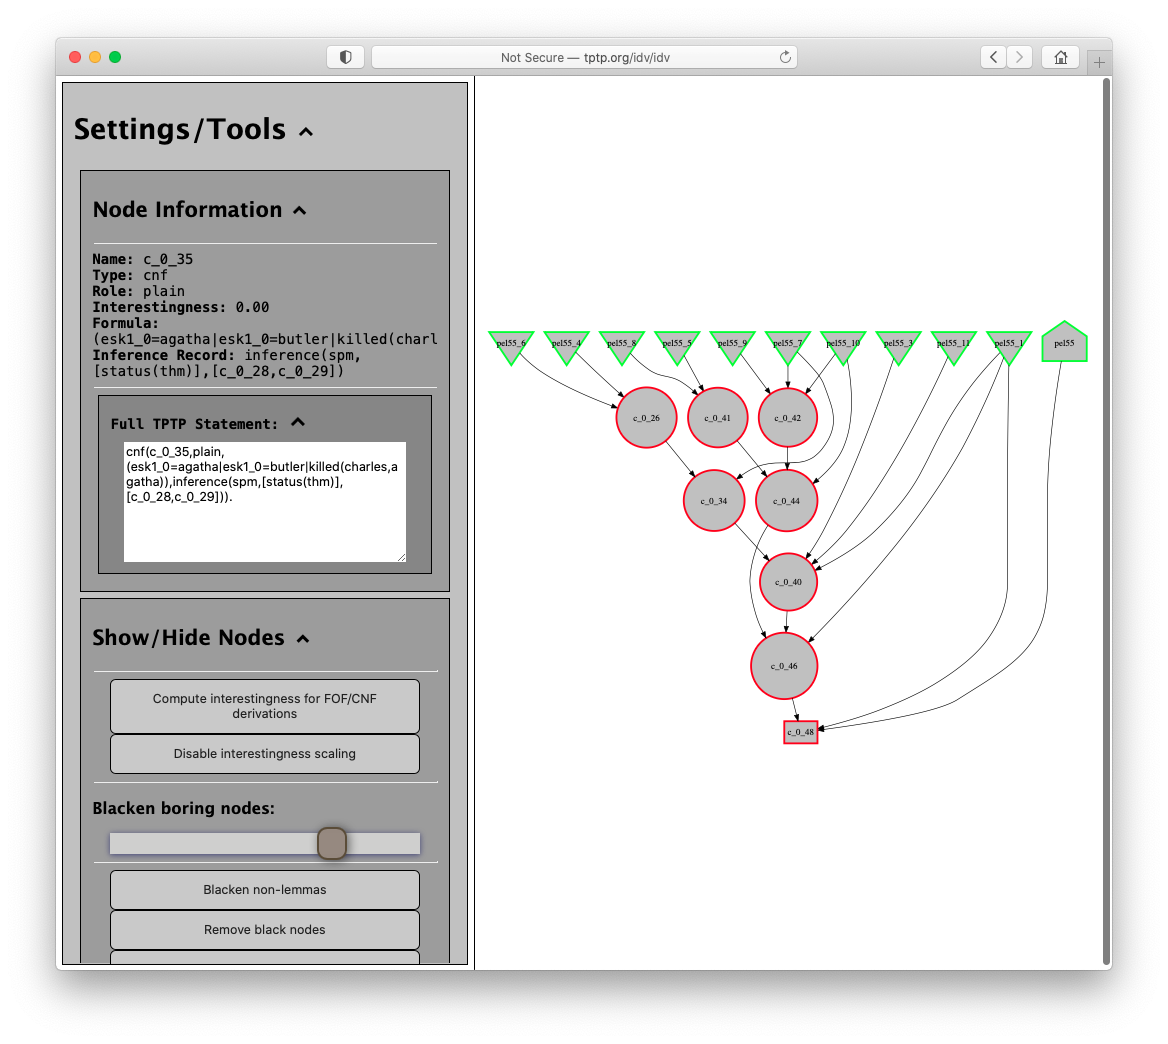 Not Secure — tptp.org/idv/idv
Settings/Tools
Node Information
Name: c_0_35
Type: cnf
Role: plain
Interestingness: 0.00
Formula:
(esk1_0=agatha|esk1_0=butler|killed(charl
Inference Record: inference(spm,
[status(thm)],[c_0_28,c_0_29])
Full TPTP Statement:
cnf(c_0_35,plain,
(esk1_0=agatha|esk1_0=butler|killed(charles,a
gatha)),inference(spm,[status(thm)],
[c_0_28,c_0_29])).
Show/Hide Nodes
Compute interestingness for FOF/CNF
derivations
Disable interestingness scaling
Blacken boring nodes:
Blacken non-lemmas
Remove black nodes
pel55_6 pel55_4 pel55_8 pel55_5 pel55_9 pel55_7 pel55_10 pel55_3 pel55_11 pel55_1 pel55
c_0_26 c_0_41 c_0_42
c_0_34 c_0_44
c_0_40
c_0_46
c_0_48